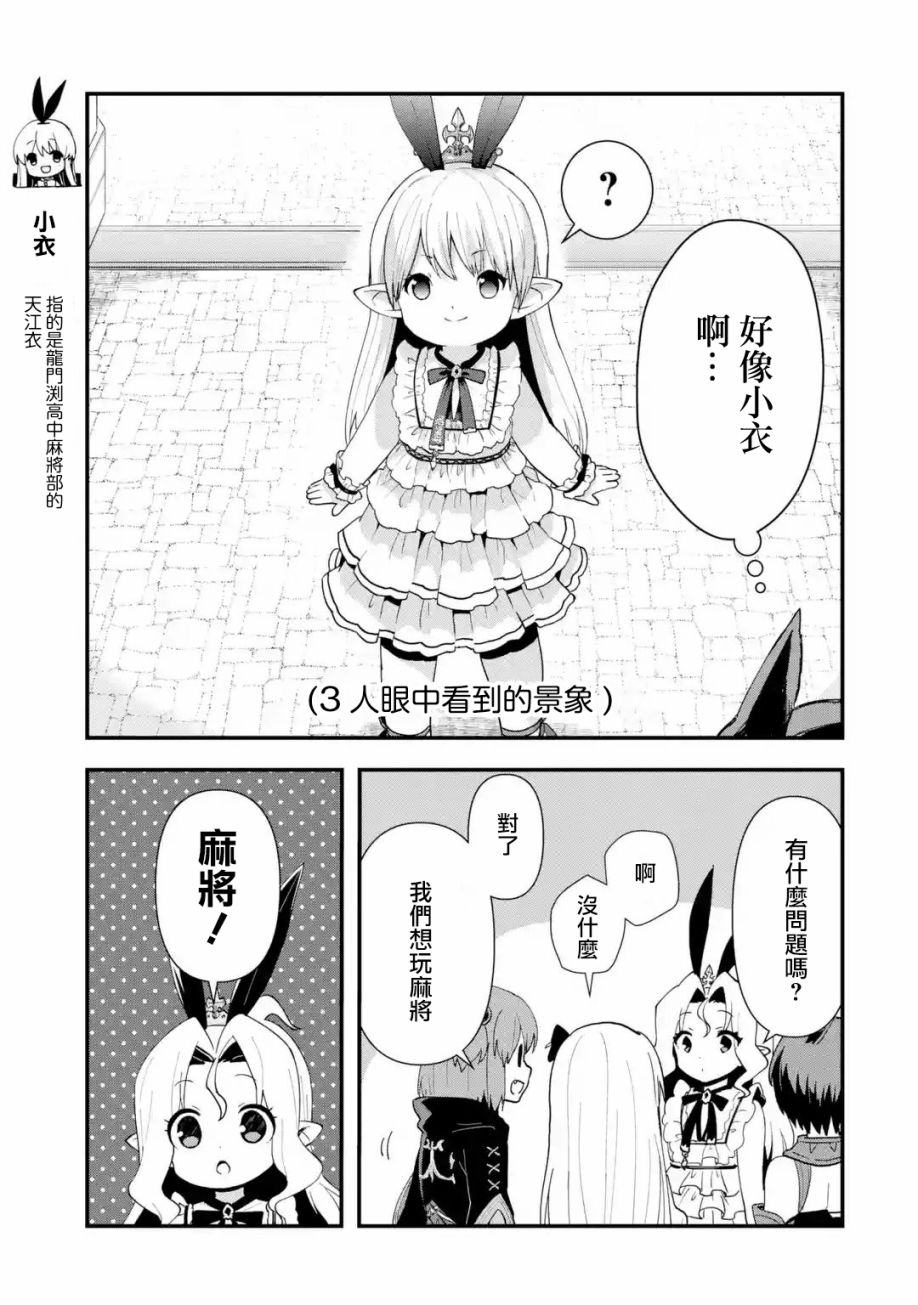 ？
好像小衣
啊…
(3人眼中看到的景象)
小衣
指的是龍門渕高中麻將部的
天江衣
有什麼問題嗎？
啊
沒什麼
對了
我們想玩麻將
麻將！